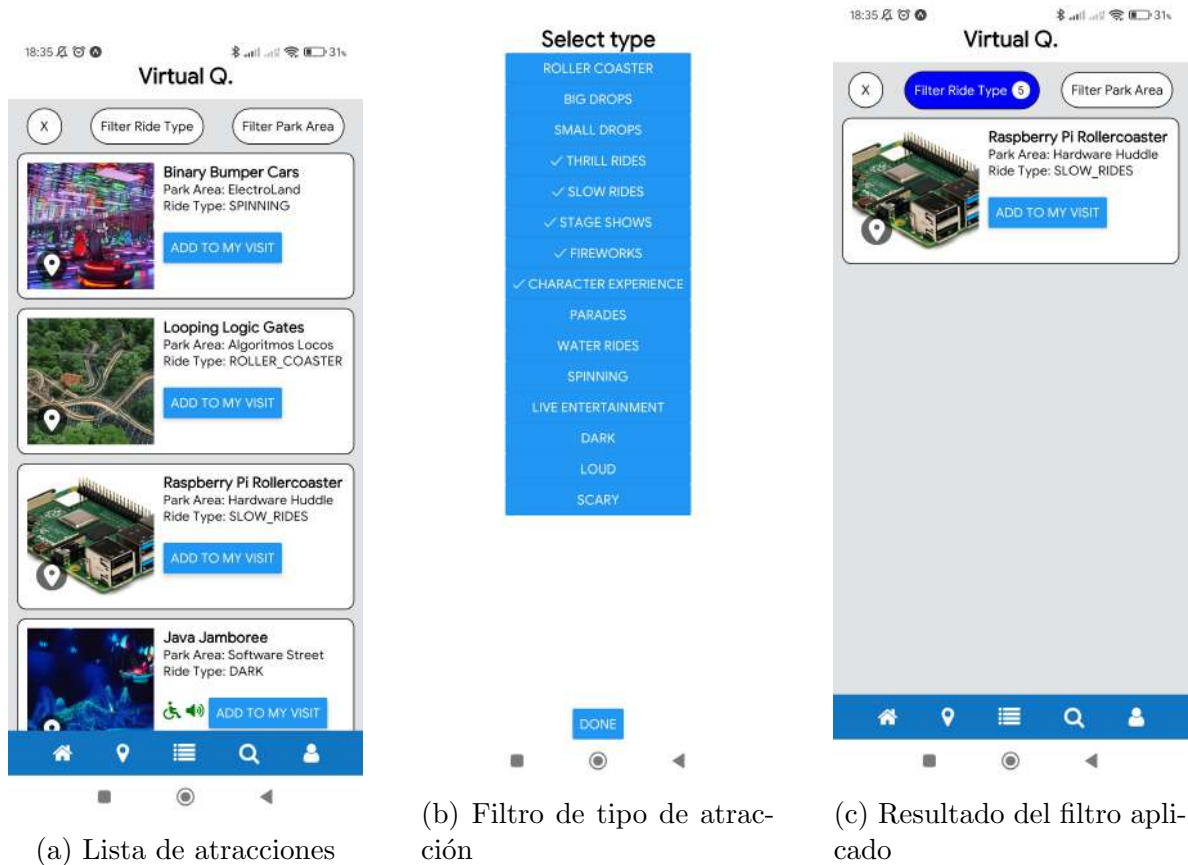 18:35
31%
Virtual Q.
X
Filter Ride Type
Filter Park Area
Binary Bumper Cars
Park Area: ElectroLand
Ride Type: SPINNING
ADD TO MY VISIT
Looping Logic Gates
Park Area: Algoritmos Locos
Ride Type: ROLLER_COASTER
ADD TO MY VISIT
Raspberry Pi Rollercoaster
Park Area: Hardware Huddle
Ride Type: SLOW_RIDES
ADD TO MY VISIT
Java Jamboree
Park Area: Software Street
Ride Type: DARK
ADD TO MY VISIT
(a) Lista de atracciones
Select type
ROLLER COASTER
BIG DROPS
SMALL DROPS
✓ THRILL RIDES
✓ SLOW RIDES
✓ STAGE SHOWS
✓ FIREWORKS
✓ CHARACTER EXPERIENCE
PARADES
WATER RIDES
SPINNING
LIVE ENTERTAINMENT
DARK
LOUD
SCARY
DONE
(b) Filtro de tipo de atrac-
ción
18:35
31%
Virtual Q.
X
Filter Ride Type 5
Filter Park Area
Raspberry Pi Rollercoaster
Park Area: Hardware Huddle
Ride Type: SLOW_RIDES
ADD TO MY VISIT
(c) Resultado del filtro apli-
cado